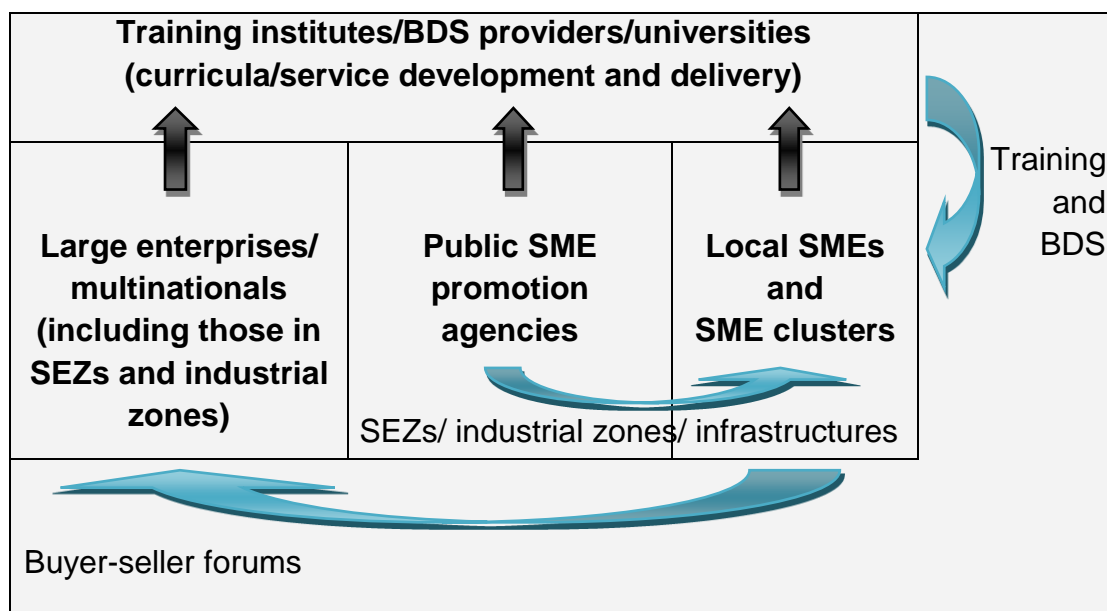 Training institutes/BDS providers/universities
(curricula/service development and delivery)
Large enterprises/
multinationals
(including those in
SEZs and industrial
zones)
Public SME
promotion
agencies
Local SMEs
and
SME clusters
Training
and
BDS
SEZs/ industrial zones/ infrastructures
Buyer-seller forums